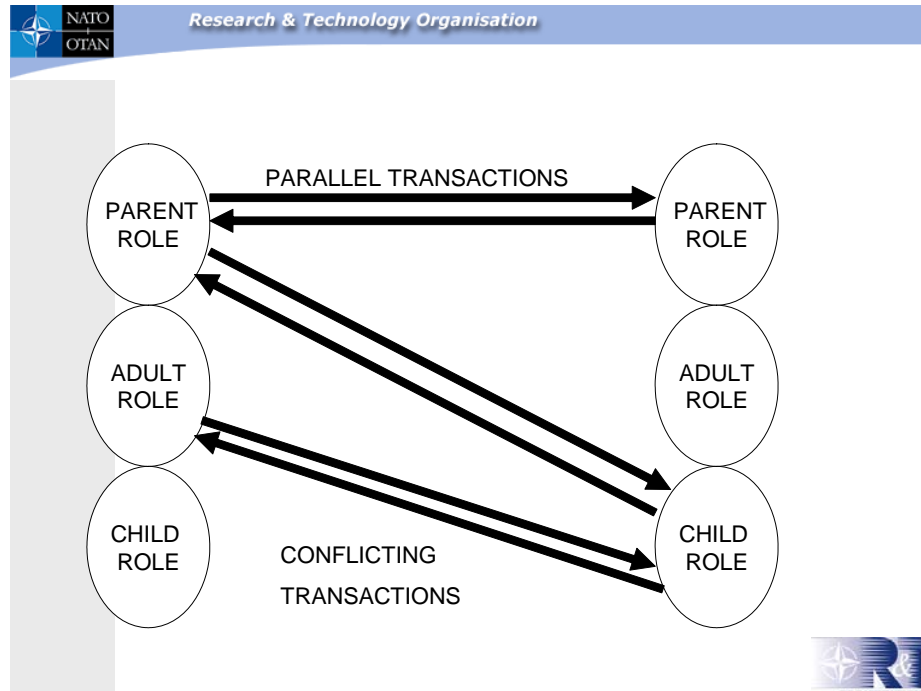 NATO
OTAN
Research & Technology Organisation
PARALLEL TRANSACTIONS
PARENT
ROLE
PARENT
ROLE
ADULT
ROLE
ADULT
ROLE
CHILD
ROLE
CHILD
ROLE
CONFLICTING
TRANSACTIONS
R&